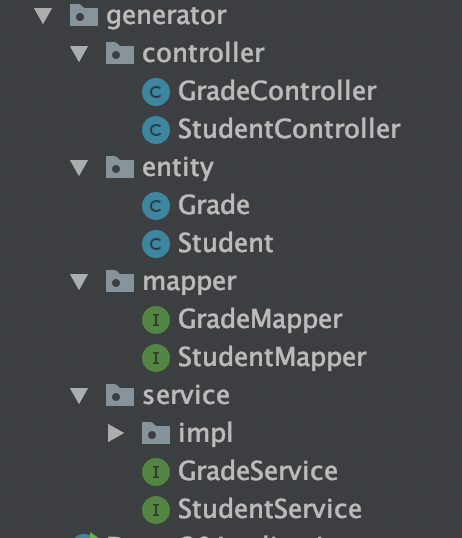 generator
controller
GradeController
StudentController
entity
Grade
Student
mapper
GradeMapper
StudentMapper
service
impl
GradeService
StudentService